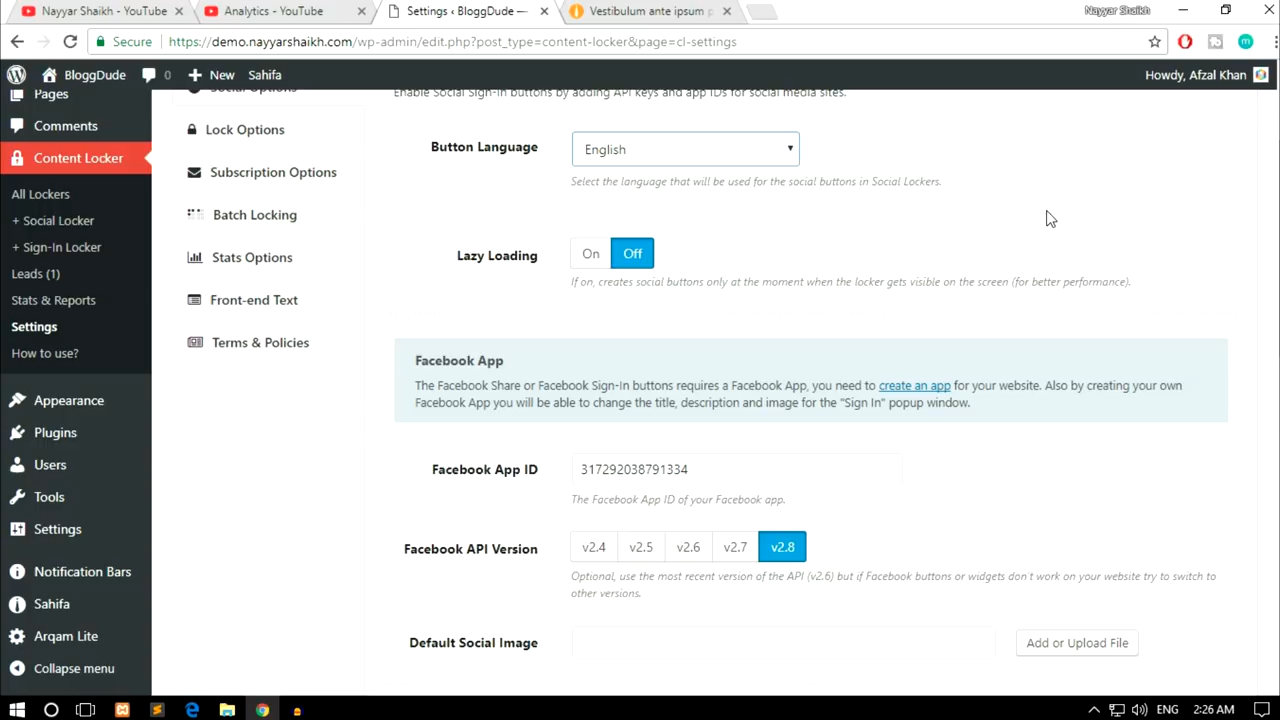 Nayyar Shaikh - YouTube
Analytics - YouTube
Settings ‹ BloggDude —
Vestibulum ante ipsum p
Nayyar Shaikh
Secure
https://demo.nayyarshaikh.com/wp-admin/edit.php?post_type=content-locker&page=cl-settings
BloggDude
0
New
Sahifa
Howdy, Afzal Khan
Pages
Comments
Content Locker
All Lockers
+ Social Locker
+ Sign-In Locker
Leads (1)
Stats & Reports
Settings
How to use?
Appearance
Plugins
Users
Tools
Settings
Notification Bars
Sahifa
Arqam Lite
Collapse menu
Social Options
Lock Options
Subscription Options
Batch Locking
Stats Options
Front-end Text
Terms & Policies
Enable Social Sign-In buttons by adding API keys and app IDs for social media sites.
Button Language
English
Select the language that will be used for the social buttons in Social Lockers.
Lazy Loading
On Off
If on, creates social buttons only at the moment when the locker gets visible on the screen (for better performance).
Facebook App
The Facebook Share or Facebook Sign-In buttons requires a Facebook App, you need to create an app for your website. Also by creating your own
Facebook App you will be able to change the title, description and image for the "Sign In" popup window.
Facebook App ID
317292038791334
The Facebook App ID of your Facebook app.
Facebook API Version
v2.4 v2.5 v2.6 v2.7 v2.8
Optional, use the most recent version of the API (v2.6) but if Facebook buttons or widgets don't work on your website try to switch to
other versions.
Default Social Image
Add or Upload File
ENG
2:26 AM